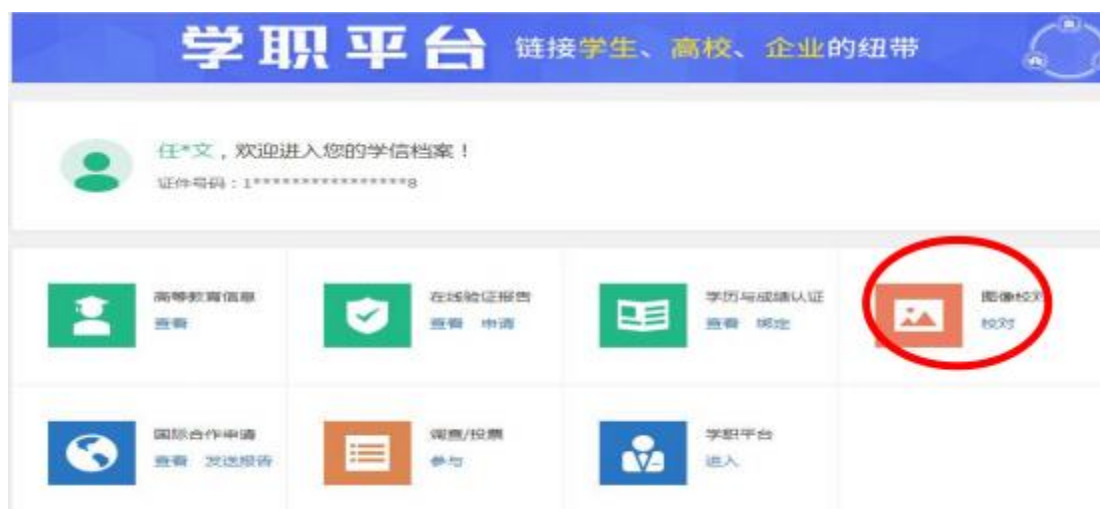 学职平台 链接学生、高校、企业的纽带
任*文，欢迎进入您的学信档案！
证件号码：1****************8
高等教育信息
查看
在线验证报告
查看 申请
学历与成绩认证
查看 绑定
图像校对
校对
国际合作申请
查看 发送报告
调查/投票
参与
学职平台
进入